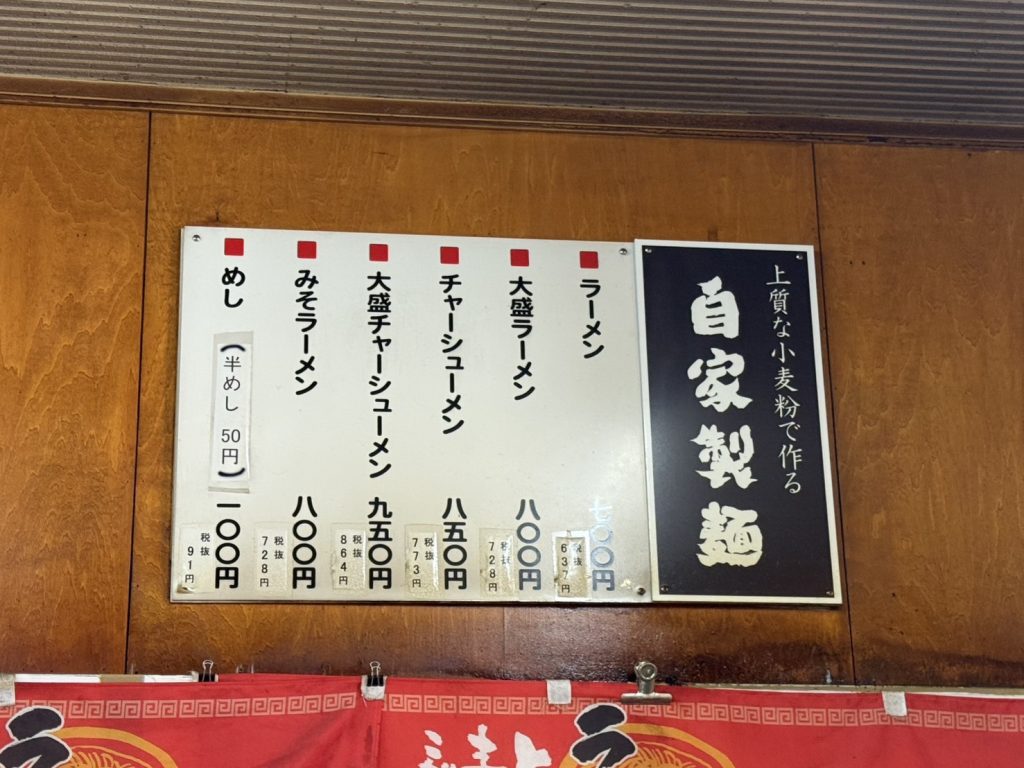 上質な小麦粉で作る
自家製麺
ラーメン 七〇〇円
税抜
637円
大盛ラーメン 八〇〇円
税抜
728円
チャーシューメン 八五〇円
税抜
773円
大盛チャーシューメン 九五〇円
税抜
864円
みそラーメン 八〇〇円
税抜
728円
めし (半めし 50円) 一〇〇円
税抜
91円